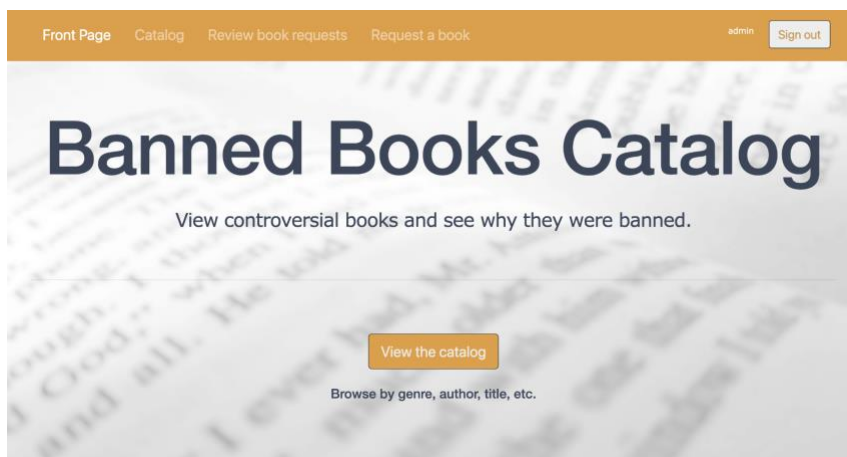 Front Page Catalog Review book requests Request a book admin Sign out
Banned Books Catalog
View controversial books and see why they were banned.
View the catalog
Browse by genre, author, title, etc.